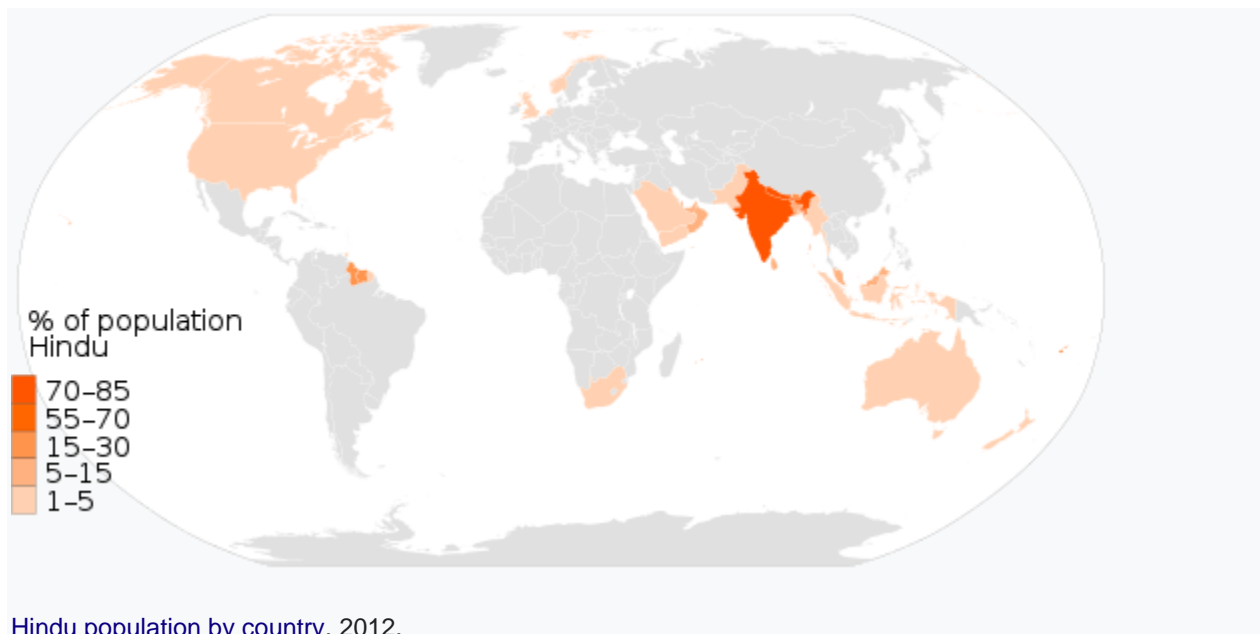 % of population
Hindu
70–85
55–70
15–30
5–15
1–5
Hindu population by country, 2012.